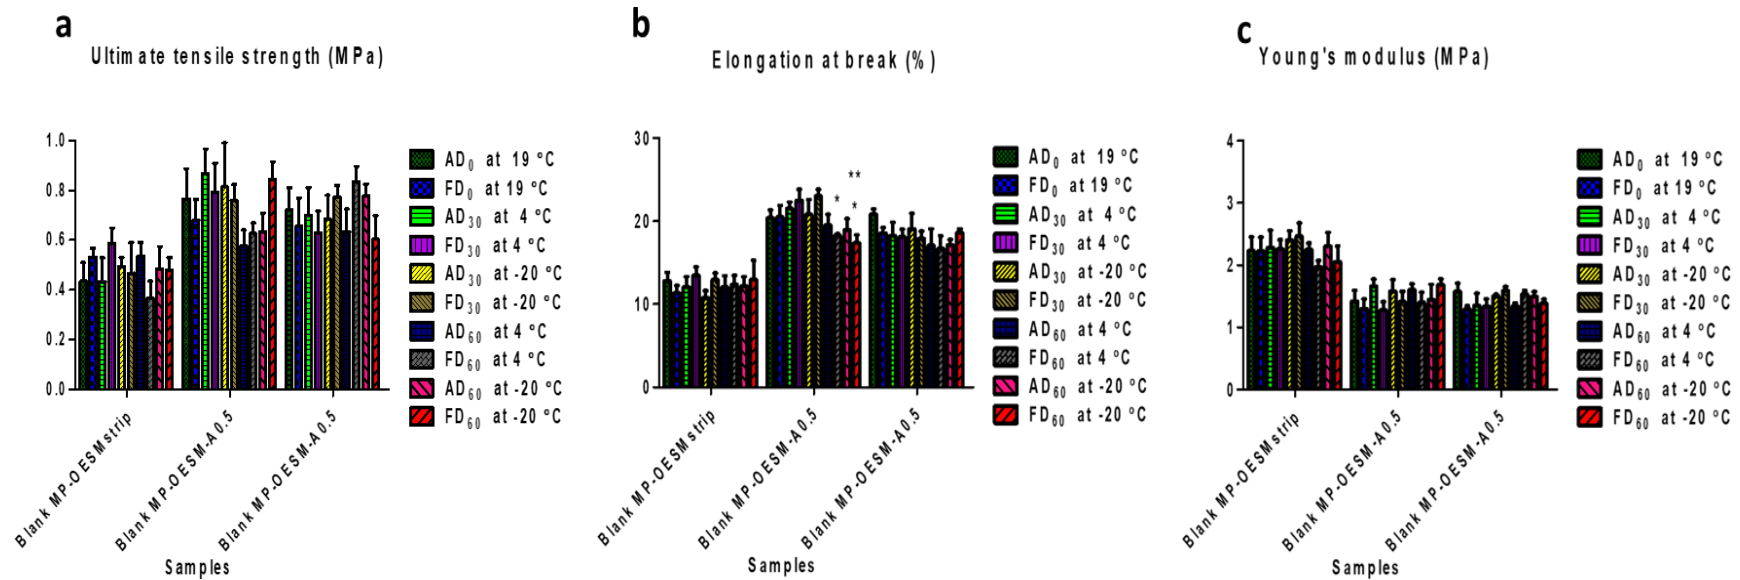 a
Ultimate tensile strength (MPa)
1.0
0.8
0.6
0.4
0.2
0.0
Blank MP-OESMstrip
Blank MP-OESM-A0.5
Blank MP-OESM-A0.5
Samples
AD0 at 19 °C
FD0 at 19 °C
AD30 at 4 °C
FD30 at 4 °C
AD30 at -20 °C
FD30 at -20 °C
AD60 at 4 °C
FD60 at 4 °C
AD60 at -20 °C
FD60 at -20 °C
b
Elongation at break (%)
30
20
10
0
**
*
*
Blank MP-OESMstrip
Blank MP-OESM-A0.5
Blank MP-OESM-A0.5
Samples
AD0 at 19 °C
FD0 at 19 °C
AD30 at 4 °C
FD30 at 4 °C
AD30 at -20 °C
FD30 at -20 °C
AD60 at 4 °C
FD60 at 4 °C
AD60 at -20 °C
FD60 at -20 °C
c
Young's modulus (MPa)
4
3
2
1
0
Blank MP-OESMstrip
Blank MP-OESM-A0.5
Blank MP-OESM-A0.5
Samples
AD0 at 19 °C
FD0 at 19 °C
AD30 at 4 °C
FD30 at 4 °C
AD30 at -20 °C
FD30 at -20 °C
AD60 at 4 °C
FD60 at 4 °C
AD60 at -20 °C
FD60 at -20 °C